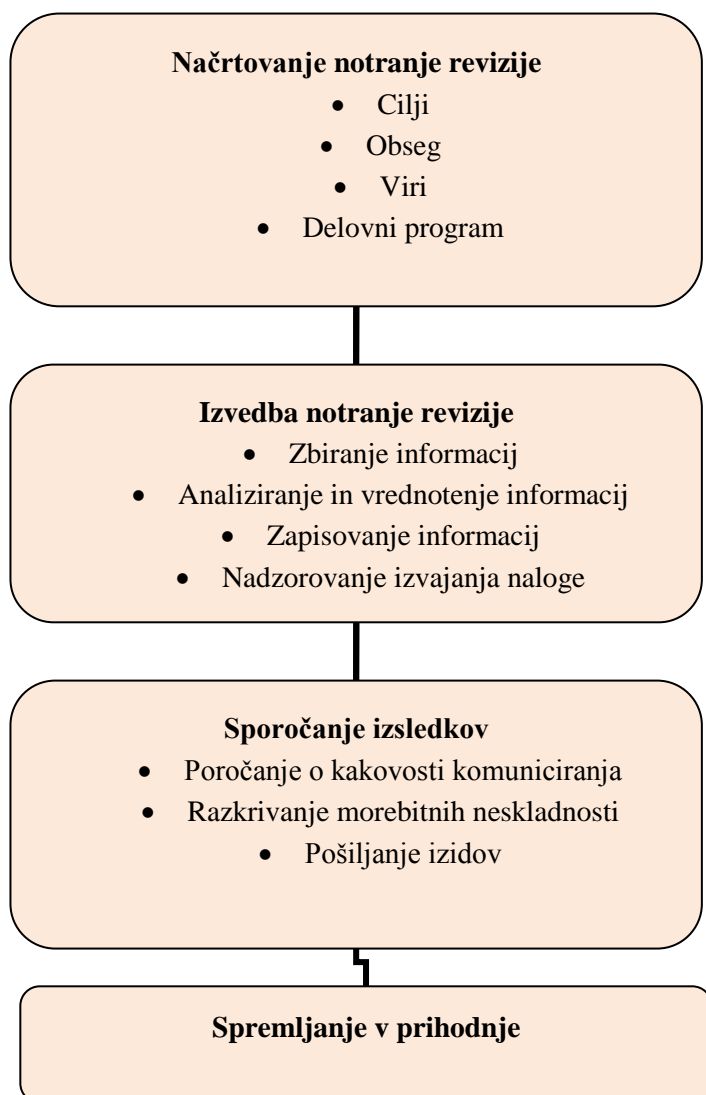 Načrtovanje notranje revizije
• Cilji
• Obseg
• Viri
• Delovni program
Izvedba notranje revizije
• Zbiranje informacij
• Analiziranje in vrednotenje informacij
• Zapisovanje informacij
• Nadzorovanje izvajanja naloge
Sporočanje izsledkov
• Poročanje o kakovosti komuniciranja
• Razkrivanje morebitnih neskladnosti
• Pošiljanje izidov
Spremljanje v prihodnje